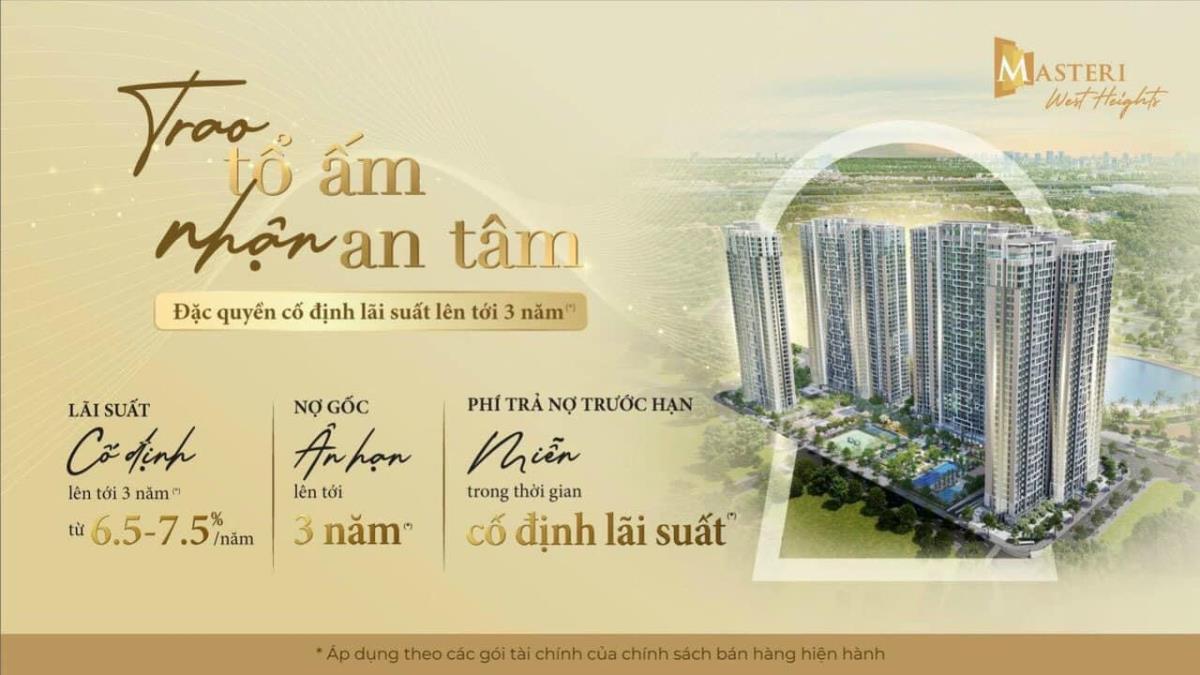 MASTERI
West Heights
Trao
tổ ấm
nhận an tâm
Đặc quyền cố định lãi suất lên tới 3 năm(*)
LÃI SUẤT
Cố định
lên tới 3 năm (*)
từ 6.5-7.5%/năm
NỢ GỐC
Ân hạn
lên tới
3 năm(*)
PHÍ TRẢ NỢ TRƯỚC HẠN
Miễn
trong thời gian
cố định lãi suất(*)
* Áp dụng theo các gói tài chính của chính sách bán hàng hiện hành